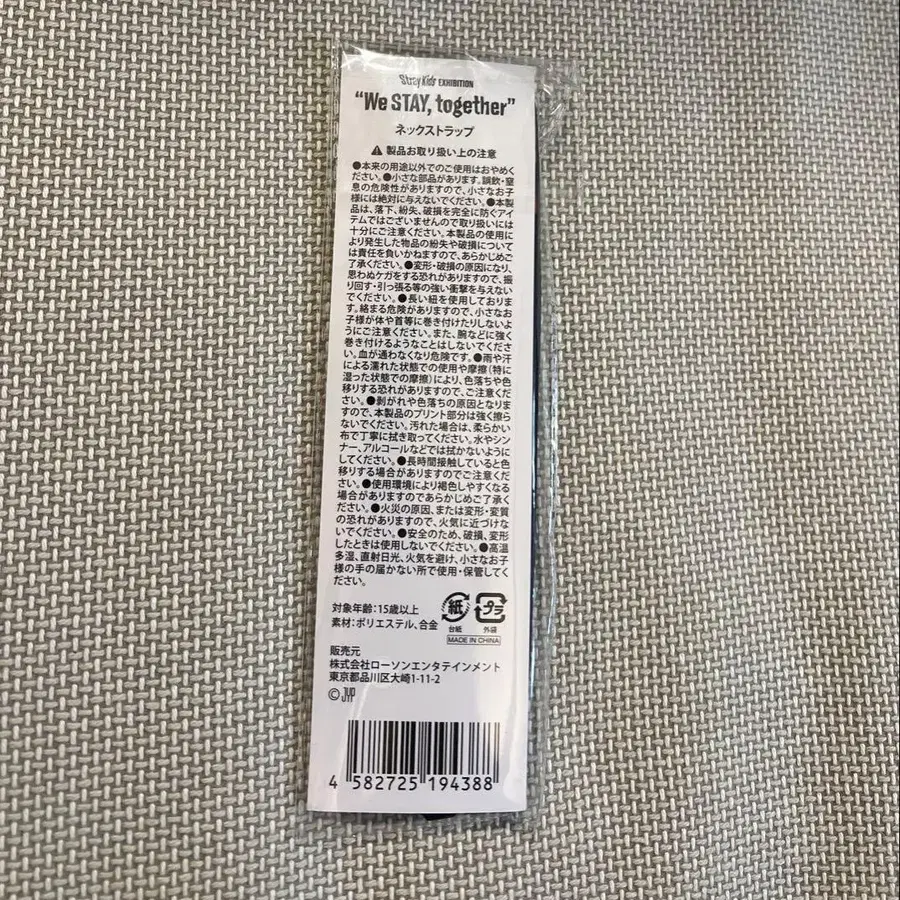 Stray Kids EXHIBITION
“We STAY, together”
ネックストラップ
⚠ 製品お取り扱い上の注意
●本来の用途以外でのご使用はおやめく
ださい。●小さな部品があります。誤飲・窒
息の危険性がありますので、小さなお子
様には絶対に与えないでください。●本製
品は、落下、紛失、破損を完全に防ぐアイ
テムではございませんので取り扱いには
十分にご注意ください。本製品の使用に
より発生した物品の紛失や破損について
は責任を負いかねますので、あらかじめご
了承ください。●変形・破損の原因になり、
思わぬケガをする恐れがありますので、振
り回す・引っ張る等の強い衝撃を与えない
でください。●長い紐を使用しておりま
す。絡まる危険がありますので、小さなお
子様が体や首等に巻き付けたりしないよ
うにご注意ください。また、腕などに強く
巻き付けるようなことはしないでくださ
い。血が通わなくなり危険です。●雨や汗
による濡れた状態での使用や摩擦(特に
湿った状態での摩擦)により、色落ちや色
移りする恐れがありますので、ご注意くだ
さい。●剥がれや色落ちの原因となりま
すので、本製品のプリント部分は強く擦ら
ないでください。汚れた場合は、柔らかい
布で丁寧に拭き取ってください。水やシン
ナー、アルコールなどでは拭かないように
してください。●長時間接触していると色
移りする場合がありますのでご注意ください。
●使用環境により褐色しやすくなる
場合がありますのであらかじめご了承く
ださい。●火災の原因、または変形・変質
の恐れがありますので、火気に近づけな
いでください。●安全のため、破損、変形
したときは使用しないでください。●高温
多湿、直射日光、火気を避け、小さなお子
様の手の届かない所で使用・保管してく
ださい。
対象年齢:15歳以上
素材:ポリエステル、合金
紙
台紙
プラ
外袋
MADE IN CHINA
販売元
株式会社ローソンエンタテインメント
東京都品川区大崎1-11-2
© JYP
4 582725 194388